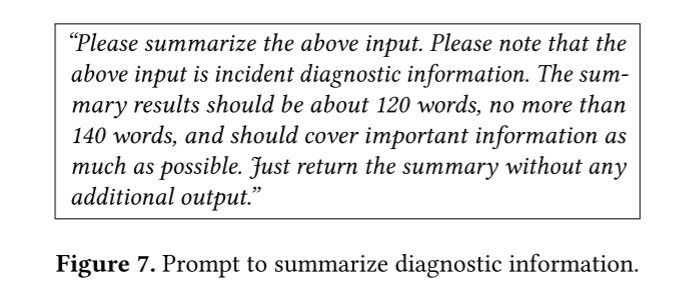 “Please summarize the above input. Please note that the
above input is incident diagnostic information. The sum-
mary results should be about 120 words, no more than
140 words, and should cover important information as
much as possible. Just return the summary without any
additional output.”
Figure 7. Prompt to summarize diagnostic information.